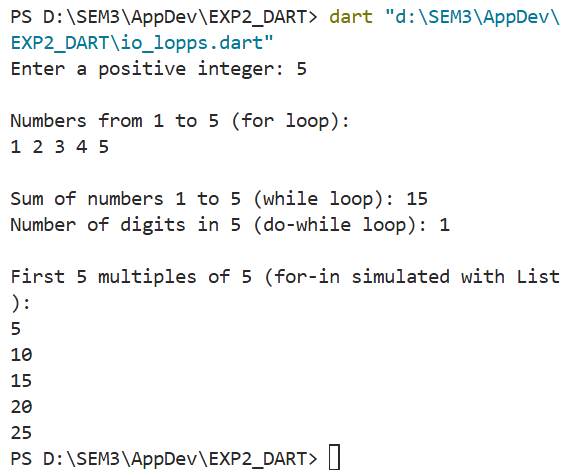 PS D:\SEM3\AppDev\EXP2_DART> dart "d:\SEM3\AppDev\
EXP2_DART\io_lopps.dart"
Enter a positive integer: 5
Numbers from 1 to 5 (for loop):
1 2 3 4 5
Sum of numbers 1 to 5 (while loop): 15
Number of digits in 5 (do-while loop): 1
First 5 multiples of 5 (for-in simulated with List
):
5
10
15
20
25
PS D:\SEM3\AppDev\EXP2_DART>